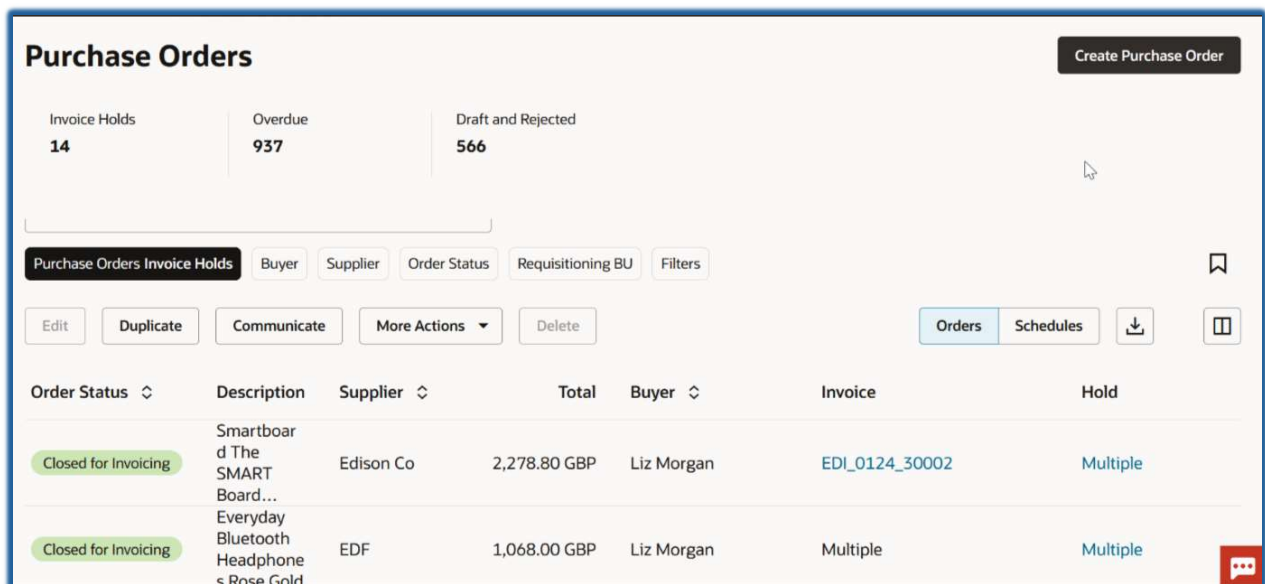 Purchase Orders
Create Purchase Order
Invoice Holds
Overdue
Draft and Rejected
14
937
566
Purchase Orders Invoice Holds
Buyer
Supplier
Order Status
Requisitioning BU
Filters
Edit
Duplicate
Communicate
More Actions
Delete
Orders
Schedules
Order Status
Description
Supplier
Total
Buyer
Invoice
Hold
Closed for Invoicing
Smartboar
d The
SMART
Board...
Edison Co
2,278.80 GBP
Liz Morgan
EDI_0124_30002
Multiple
Closed for Invoicing
Everyday
Bluetooth
Headphone
s Rose Gold
EDF
1,068.00 GBP
Liz Morgan
Multiple
Multiple